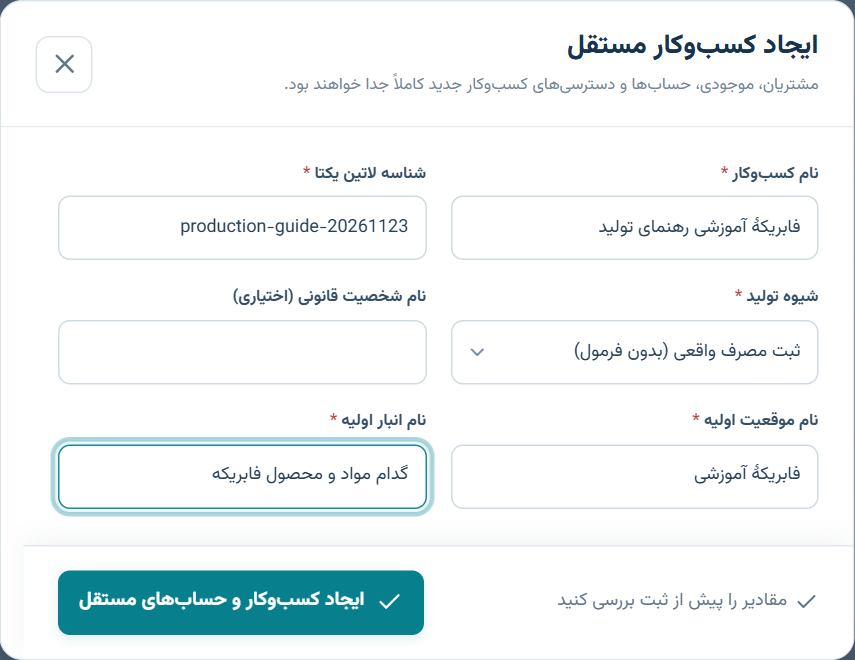 ایجاد کسب‌وکار مستقل
مشتریان، موجودی، حساب‌ها و دسترسی‌های کسب‌وکار جدید کاملاً جدا خواهند بود.
نام کسب‌وکار *
شناسه لاتین یکتا *
فابریکهٔ آموزشی رهنمای تولید
production-guide-20261123
شیوه تولید *
نام شخصیت قانونی (اختیاری)
ثبت مصرف واقعی (بدون فرمول)
نام موقعیت اولیه *
نام انبار اولیه *
فابریکهٔ آموزشی
گدام مواد و محصول فابریکه
مقادیر را پیش از ثبت بررسی کنید
ایجاد کسب‌وکار و حساب‌های مستقل